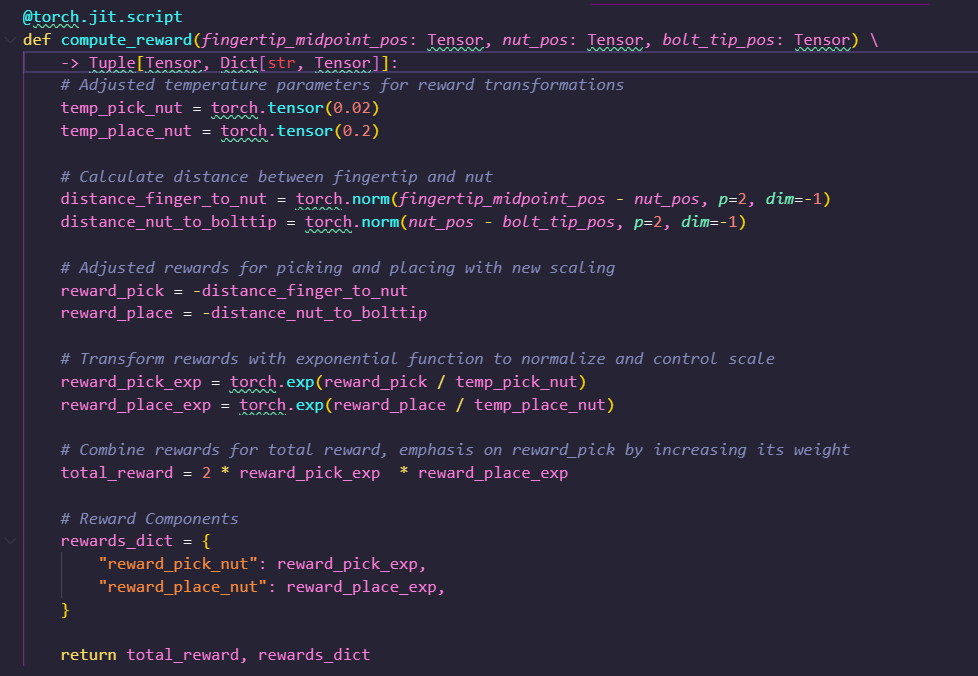 @torch.jit.script
def compute_reward(fingertip_midpoint_pos: Tensor, nut_pos: Tensor, bolt_tip_pos: Tensor) \
    -> Tuple[Tensor, Dict[str, Tensor]]:
    # Adjusted temperature parameters for reward transformations
    temp_pick_nut = torch.tensor(0.02)
    temp_place_nut = torch.tensor(0.2)

    # Calculate distance between fingertip and nut
    distance_finger_to_nut = torch.norm(fingertip_midpoint_pos - nut_pos, p=2, dim=-1)
    distance_nut_to_bolttip = torch.norm(nut_pos - bolt_tip_pos, p=2, dim=-1)

    # Adjusted rewards for picking and placing with new scaling
    reward_pick = -distance_finger_to_nut
    reward_place = -distance_nut_to_bolttip

    # Transform rewards with exponential function to normalize and control scale
    reward_pick_exp = torch.exp(reward_pick / temp_pick_nut)
    reward_place_exp = torch.exp(reward_place / temp_place_nut)

    # Combine rewards for total reward, emphasis on reward_pick by increasing its weight
    total_reward = 2 * reward_pick_exp  * reward_place_exp

    # Reward Components
    rewards_dict = {
        "reward_pick_nut": reward_pick_exp,
        "reward_place_nut": reward_place_exp,
    }

    return total_reward, rewards_dict